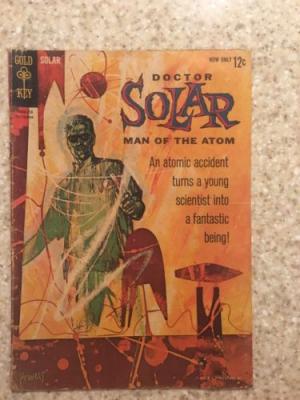 GOLD
KEY
SOLAR
NOW ONLY 12¢
DOCTOR
SOLAR
MAN OF THE ATOM
An atomic accident
turns a young
scientist into
a fantastic
being!